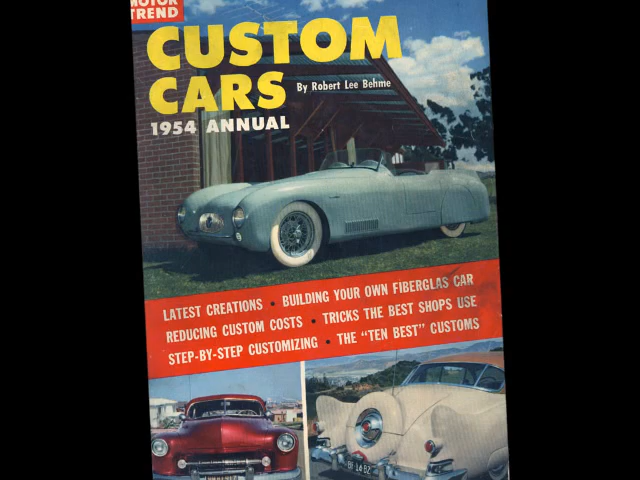 MOTOR
TREND
CUSTOM
CARS
By Robert Lee Behme
1954 ANNUAL
LATEST CREATIONS • BUILDING YOUR OWN FIBERGLAS CAR
REDUCING CUSTOM COSTS • TRICKS THE BEST SHOPS USE
STEP-BY-STEP CUSTOMIZING • THE "TEN BEST" CUSTOMS